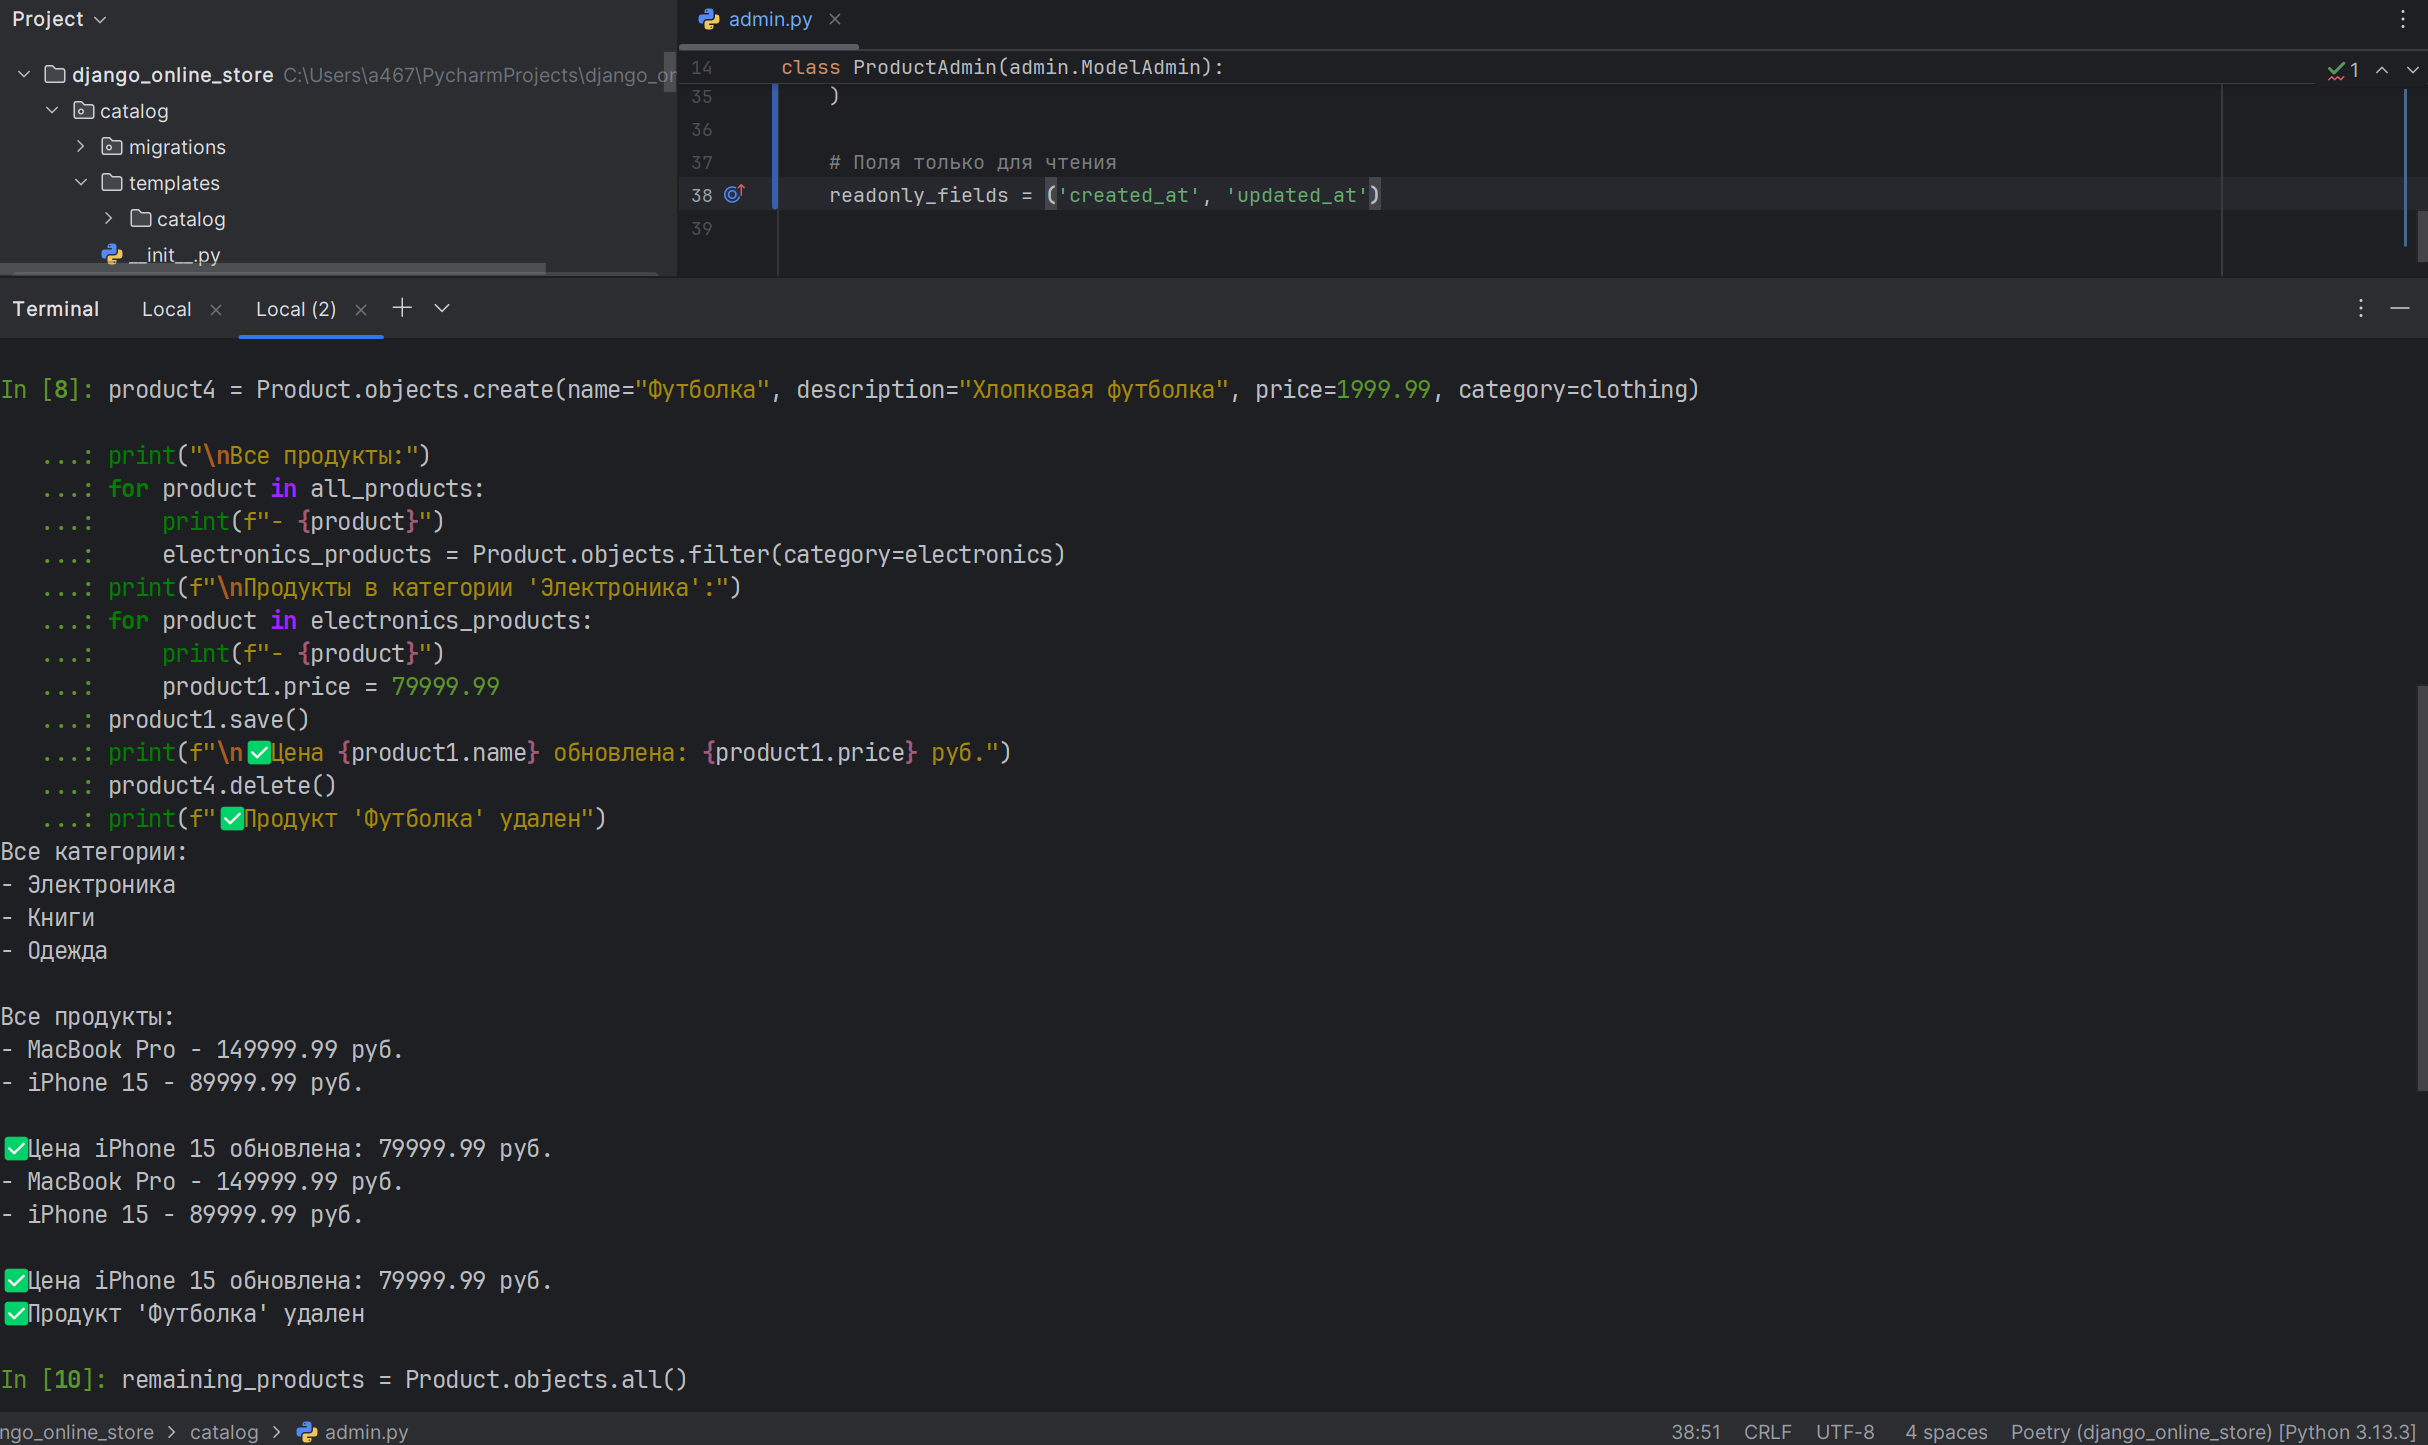 Project
django_online_store C:\Users\a467\PycharmProjects\django_or
catalog
migrations
templates
catalog
__init__.py
admin.py
14 class ProductAdmin(admin.ModelAdmin):
1
35 )
36
37 # Поля только для чтения
38 readonly_fields = ('created_at', 'updated_at')
39
Terminal Local Local (2)
In [8]: product4 = Product.objects.create(name="Футболка", description="Хлопковая футболка", price=1999.99, category=clothing)
...: print("\nВсе продукты:")
...: for product in all_products:
...:     print(f"- {product}")
...:     electronics_products = Product.objects.filter(category=electronics)
...: print(f"\nПродукты в категории 'Электроника':")
...: for product in electronics_products:
...:     print(f"- {product}")
...:     product1.price = 79999.99
...: product1.save()
...: print(f"\n✅Цена {product1.name} обновлена: {product1.price} руб.")
...: product4.delete()
...: print(f"✅Продукт 'Футболка' удален")
Все категории:
- Электроника
- Книги
- Одежда
Все продукты:
- MacBook Pro - 149999.99 руб.
- iPhone 15 - 89999.99 руб.
✅Цена iPhone 15 обновлена: 79999.99 руб.
- MacBook Pro - 149999.99 руб.
- iPhone 15 - 89999.99 руб.
✅Цена iPhone 15 обновлена: 79999.99 руб.
✅Продукт 'Футболка' удален
In [10]: remaining_products = Product.objects.all()
ngo_online_store > catalog > admin.py 38:51 CRLF UTF-8 4 spaces Poetry (django_online_store) [Python 3.13.3]